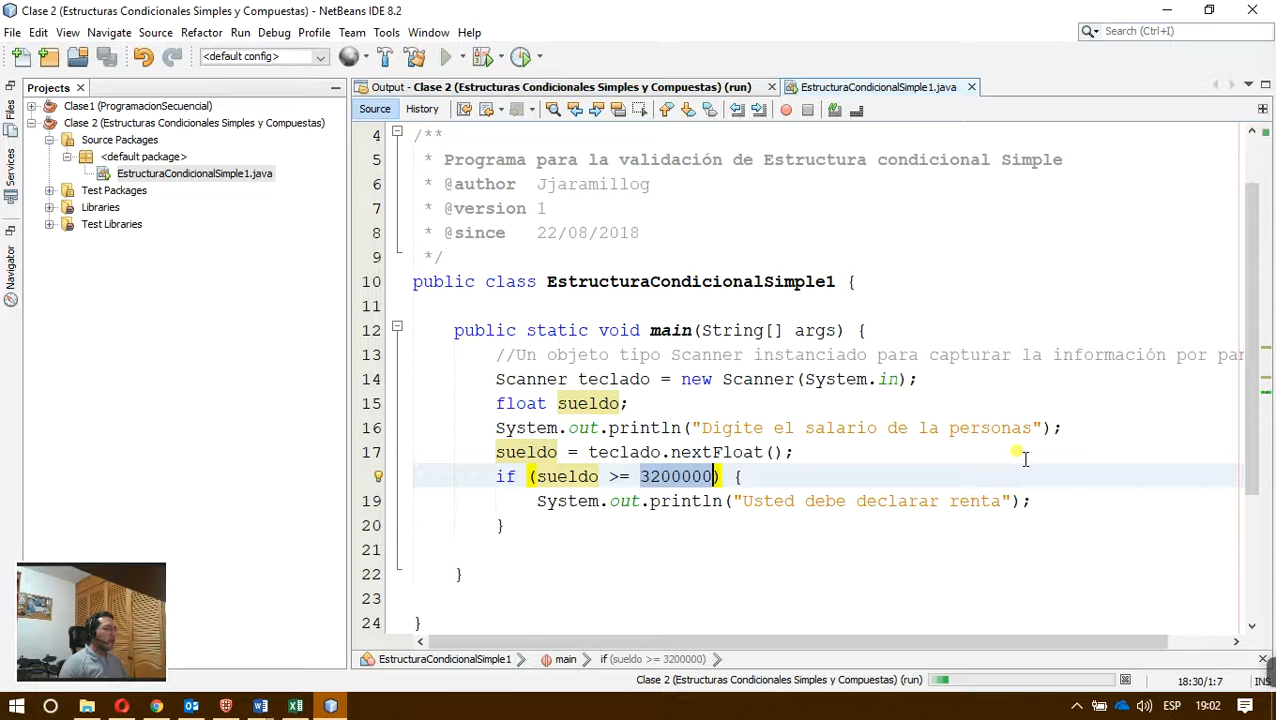 Clase 2 (Estructuras Condicionales Simples y Compuestas) - NetBeans IDE 8.2
File Edit View Navigate Source Refactor Run Debug Profile Team Tools Window Help
Search (Ctrl+I)
<default config>
Projects
Output - Clase 2 (Estructuras Condicionales Simples y Compuestas) (run)
EstructuraCondicionalSimple1.java
Files
Services
Navigator
Clase1 (ProgramacionSecuencial)
Clase 2 (Estructuras Condicionales Simples y Compuestas)
Source Packages
<default package>
EstructuraCondicionalSimple1.java
Test Packages
Libraries
Test Libraries
Source History
4 /**
5 * Programa para la validación de Estructura condicional Simple
6 * @author Jjaramillog
7 * @version 1
8 * @since 22/08/2018
9 */
10 public class EstructuraCondicionalSimple1 {
11
12 public static void main(String[] args) {
13 //Un objeto tipo Scanner instanciado para capturar la información por par
14 Scanner teclado = new Scanner(System.in);
15 float sueldo;
16 System.out.println("Digite el salario de la personas");
17 sueldo = teclado.nextFloat();
if (sueldo >= 3200000) {
19 System.out.println("Usted debe declarar renta");
20 }
21
22 }
23
24 }
EstructuraCondicionalSimple1 main if (sueldo >= 3200000)
Clase 2 (Estructuras Condicionales Simples y Compuestas) (run)
18:30/1:7
INS
ESP 19:02